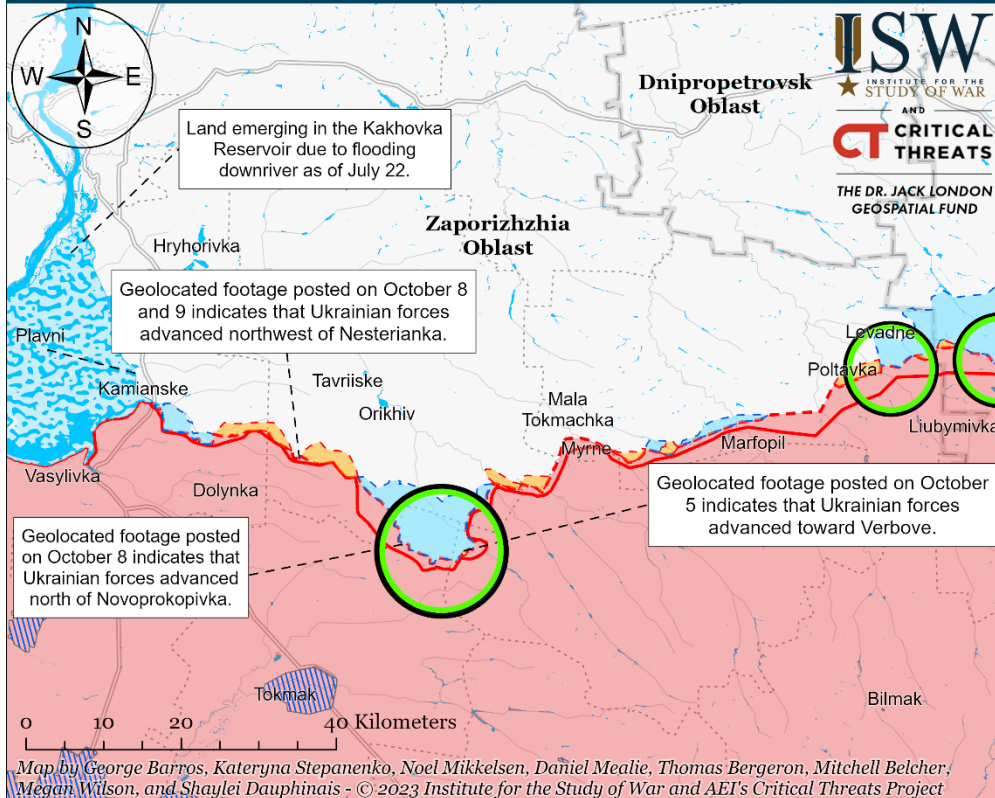 N
W E
S
ISW
INSTITUTE FOR THE
STUDY OF WAR
AND
CT CRITICAL
THREATS
THE DR. JACK LONDON
GEOSPATIAL FUND
Dnipropetrovsk
Oblast
Land emerging in the Kakhovka
Reservoir due to flooding
downriver as of July 22.
Zaporizhzhia
Oblast
Hryhorivka
Geolocated footage posted on October 8
and 9 indicates that Ukrainian forces
advanced northwest of Nesterianka.
Plavni
Levadne
Poltavka
Kamianske
Tavriiske
Orikhiv
Mala
Tokmachka
Myrne
Marfopil
Liubymivka
Vasylivka
Dolynka
Geolocated footage posted on October
5 indicates that Ukrainian forces
advanced toward Verbove.
Geolocated footage posted
on October 8 indicates that
Ukrainian forces advanced
north of Novoprokopivka.
Tokmak
Bilmak
0 10 20 40 Kilometers
Map by George Barros, Kateryna Stepanenko, Noel Mikkelsen, Daniel Mealie, Thomas Bergeron, Mitchell Belcher,
Megan Wilson, and Shaylei Dauphinais - © 2023 Institute for the Study of War and AEI's Critical Threats Project